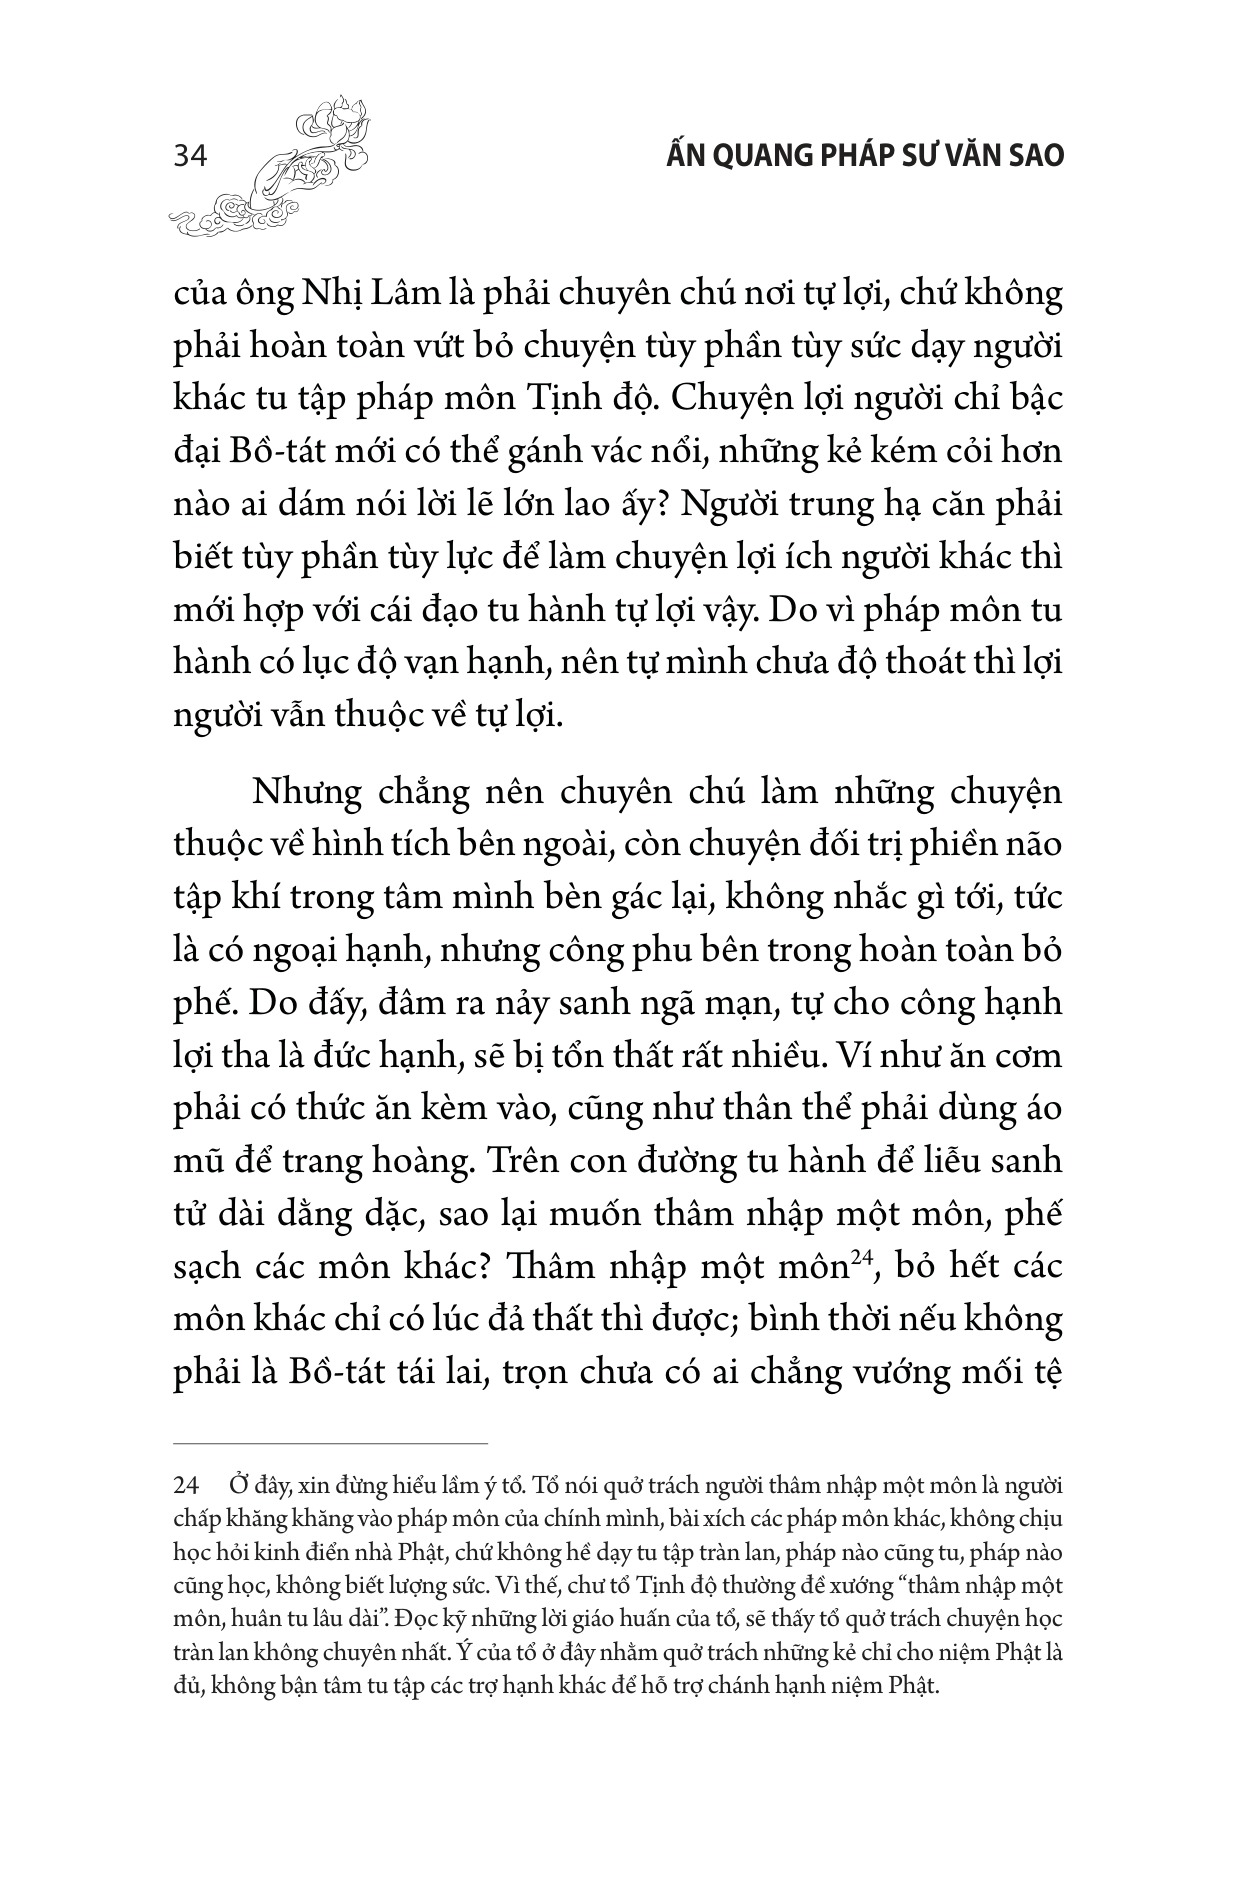 34
ẤN QUANG PHÁP SƯ VĂN SAO
của ông Nhị Lâm là phải chuyên chú nơi tự lợi, chứ không
phải hoàn toàn vứt bỏ chuyện tùy phần tùy sức dạy người
khác tu tập pháp môn Tịnh độ. Chuyện lợi người chỉ bậc
đại Bồ-tát mới có thể gánh vác nổi, những kẻ kém cỏi hơn
nào ai dám nói lời lẽ lớn lao ấy? Người trung hạ căn phải
biết tùy phần tùy lực để làm chuyện lợi ích người khác thì
mới hợp với cái đạo tu hành tự lợi vậy. Do vì pháp môn tu
hành có lục độ vạn hạnh, nên tự mình chưa độ thoát thì lợi
người vẫn thuộc về tự lợi.
Nhưng chẳng nên chuyên chú làm những chuyện
thuộc về hình tích bên ngoài, còn chuyện đối trị phiền não
tập khí trong tâm mình bèn gác lại, không nhắc gì tới, tức
là có ngoại hạnh, nhưng công phu bên trong hoàn toàn bỏ
phế. Do đấy, đâm ra nảy sanh ngã mạn, tự cho công hạnh
lợi tha là đức hạnh, sẽ bị tổn thất rất nhiều. Ví như ăn cơm
phải có thức ăn kèm vào, cũng như thân thể phải dùng áo
mũ để trang hoàng. Trên con đường tu hành để liễu sanh
tử dài dằng dặc, sao lại muốn thâm nhập một môn, phế
sạch các môn khác? Thâm nhập một môn24, bỏ hết các
môn khác chỉ có lúc đả thất thì được; bình thời nếu không
phải là Bồ-tát tái lai, trọn chưa có ai chẳng vướng mối tệ
24 Ở đây, xin đừng hiểu lầm ý tổ. Tổ nói quở trách người thâm nhập một môn là người
chấp khăng khăng vào pháp môn của chính mình, bài xích các pháp môn khác, không chịu
học hỏi kinh điển nhà Phật, chứ không hề dạy tu tập tràn lan, pháp nào cũng tu, pháp nào
cũng học, không biết lượng sức. Vì thế, chư tổ Tịnh độ thường đề xướng “thâm nhập một
môn, huân tu lâu dài”. Đọc kỹ những lời giáo huấn của tổ, sẽ thấy tổ quở trách chuyện học
tràn lan không chuyên nhất. Ý của tổ ở đây nhằm quở trách những kẻ chỉ cho niệm Phật là
đủ, không bận tâm tu tập các trợ hạnh khác để hỗ trợ chánh hạnh niệm Phật.